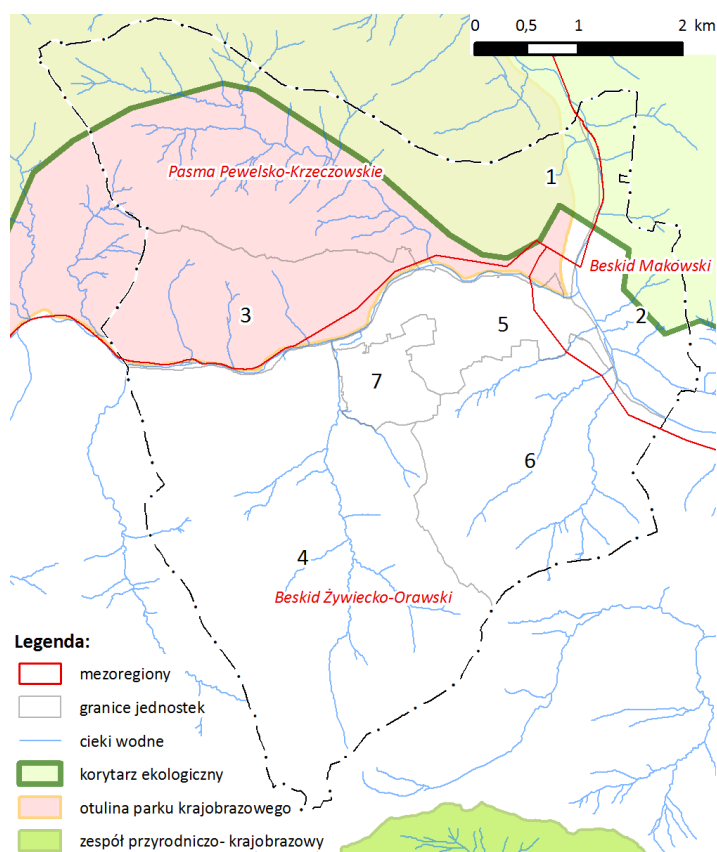 0 0,5 1 2 km
1
Pasma Pewelsko-Krzeczowskie
Beskid Makowski
3
2
5
7
6
4
Beskid Żywiecko-Orawski
Legenda:
mezoregiony
granice jednostek
cieki wodne
korytarz ekologiczny
otulina parku krajobrazowego
zespół przyrodniczo- krajobrazowy